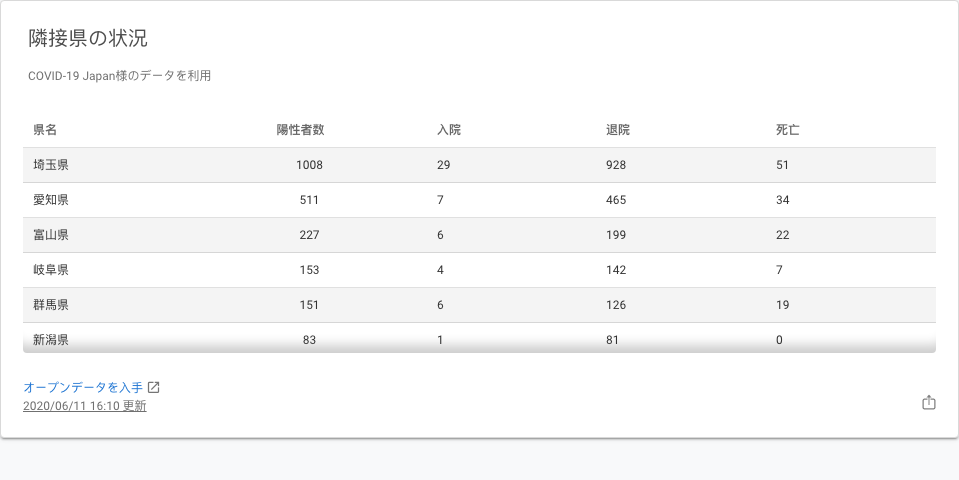 隣接県の状況
COVID-19 Japan様のデータを利用
県名 陽性者数 入院 退院 死亡
埼玉県 1008 29 928 51
愛知県 511 7 465 34
富山県 227 6 199 22
岐阜県 153 4 142 7
群馬県 151 6 126 19
新潟県 83 1 81 0
オープンデータを入手
2020/06/11 16:10 更新